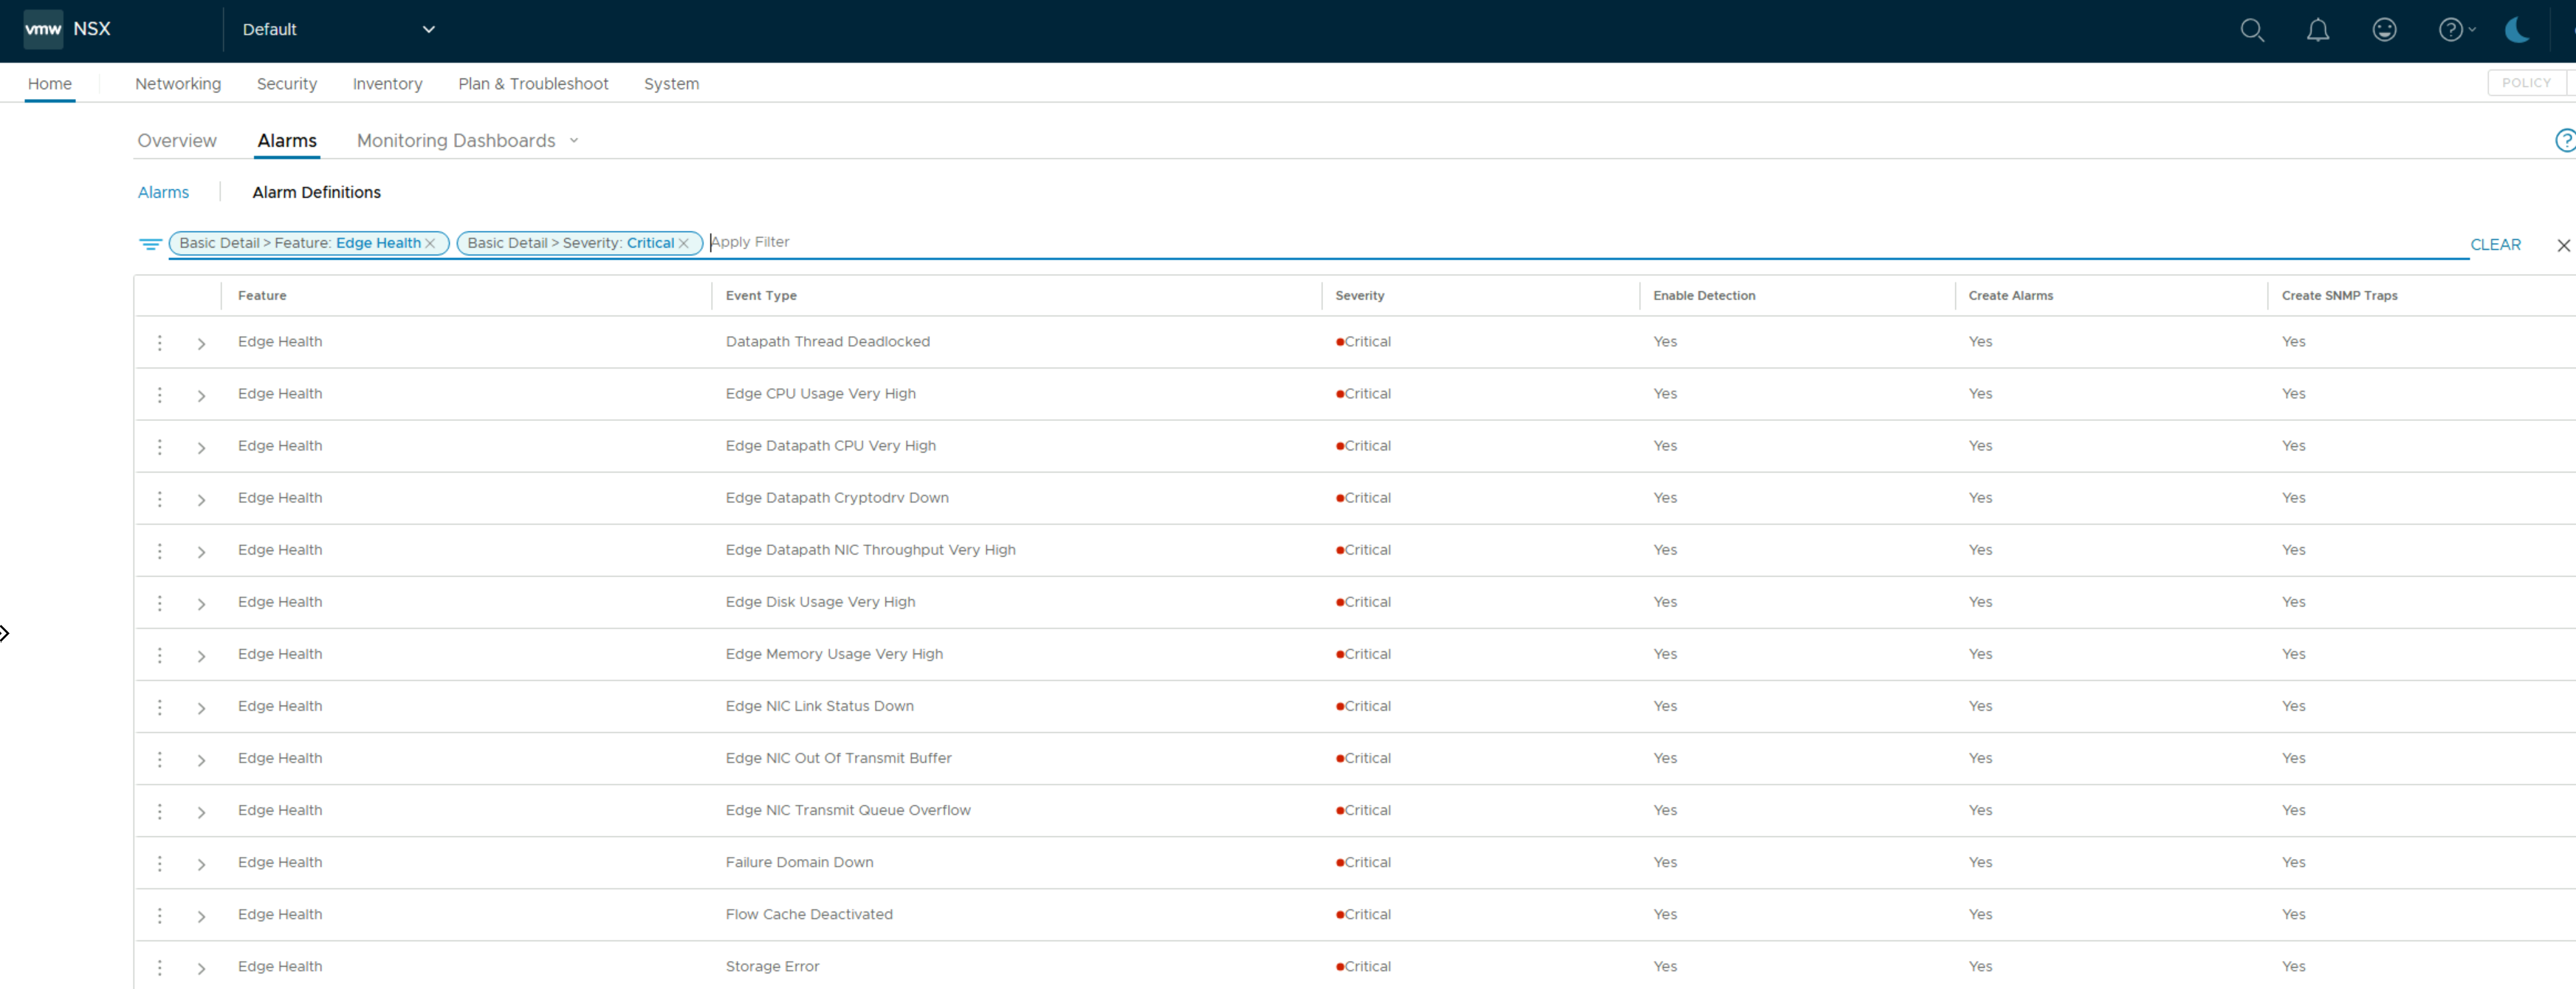 vmw NSX Default
Home Networking Security Inventory Plan & Troubleshoot System POLICY
Overview Alarms Monitoring Dashboards
Alarms Alarm Definitions
Basic Detail > Feature: Edge Health Basic Detail > Severity: Critical Apply Filter CLEAR
Feature Event Type Severity Enable Detection Create Alarms Create SNMP Traps
Edge Health Datapath Thread Deadlocked Critical Yes Yes Yes
Edge Health Edge CPU Usage Very High Critical Yes Yes Yes
Edge Health Edge Datapath CPU Very High Critical Yes Yes Yes
Edge Health Edge Datapath Cryptodrv Down Critical Yes Yes Yes
Edge Health Edge Datapath NIC Throughput Very High Critical Yes Yes Yes
Edge Health Edge Disk Usage Very High Critical Yes Yes Yes
Edge Health Edge Memory Usage Very High Critical Yes Yes Yes
Edge Health Edge NIC Link Status Down Critical Yes Yes Yes
Edge Health Edge NIC Out Of Transmit Buffer Critical Yes Yes Yes
Edge Health Edge NIC Transmit Queue Overflow Critical Yes Yes Yes
Edge Health Failure Domain Down Critical Yes Yes Yes
Edge Health Flow Cache Deactivated Critical Yes Yes Yes
Edge Health Storage Error Critical Yes Yes Yes